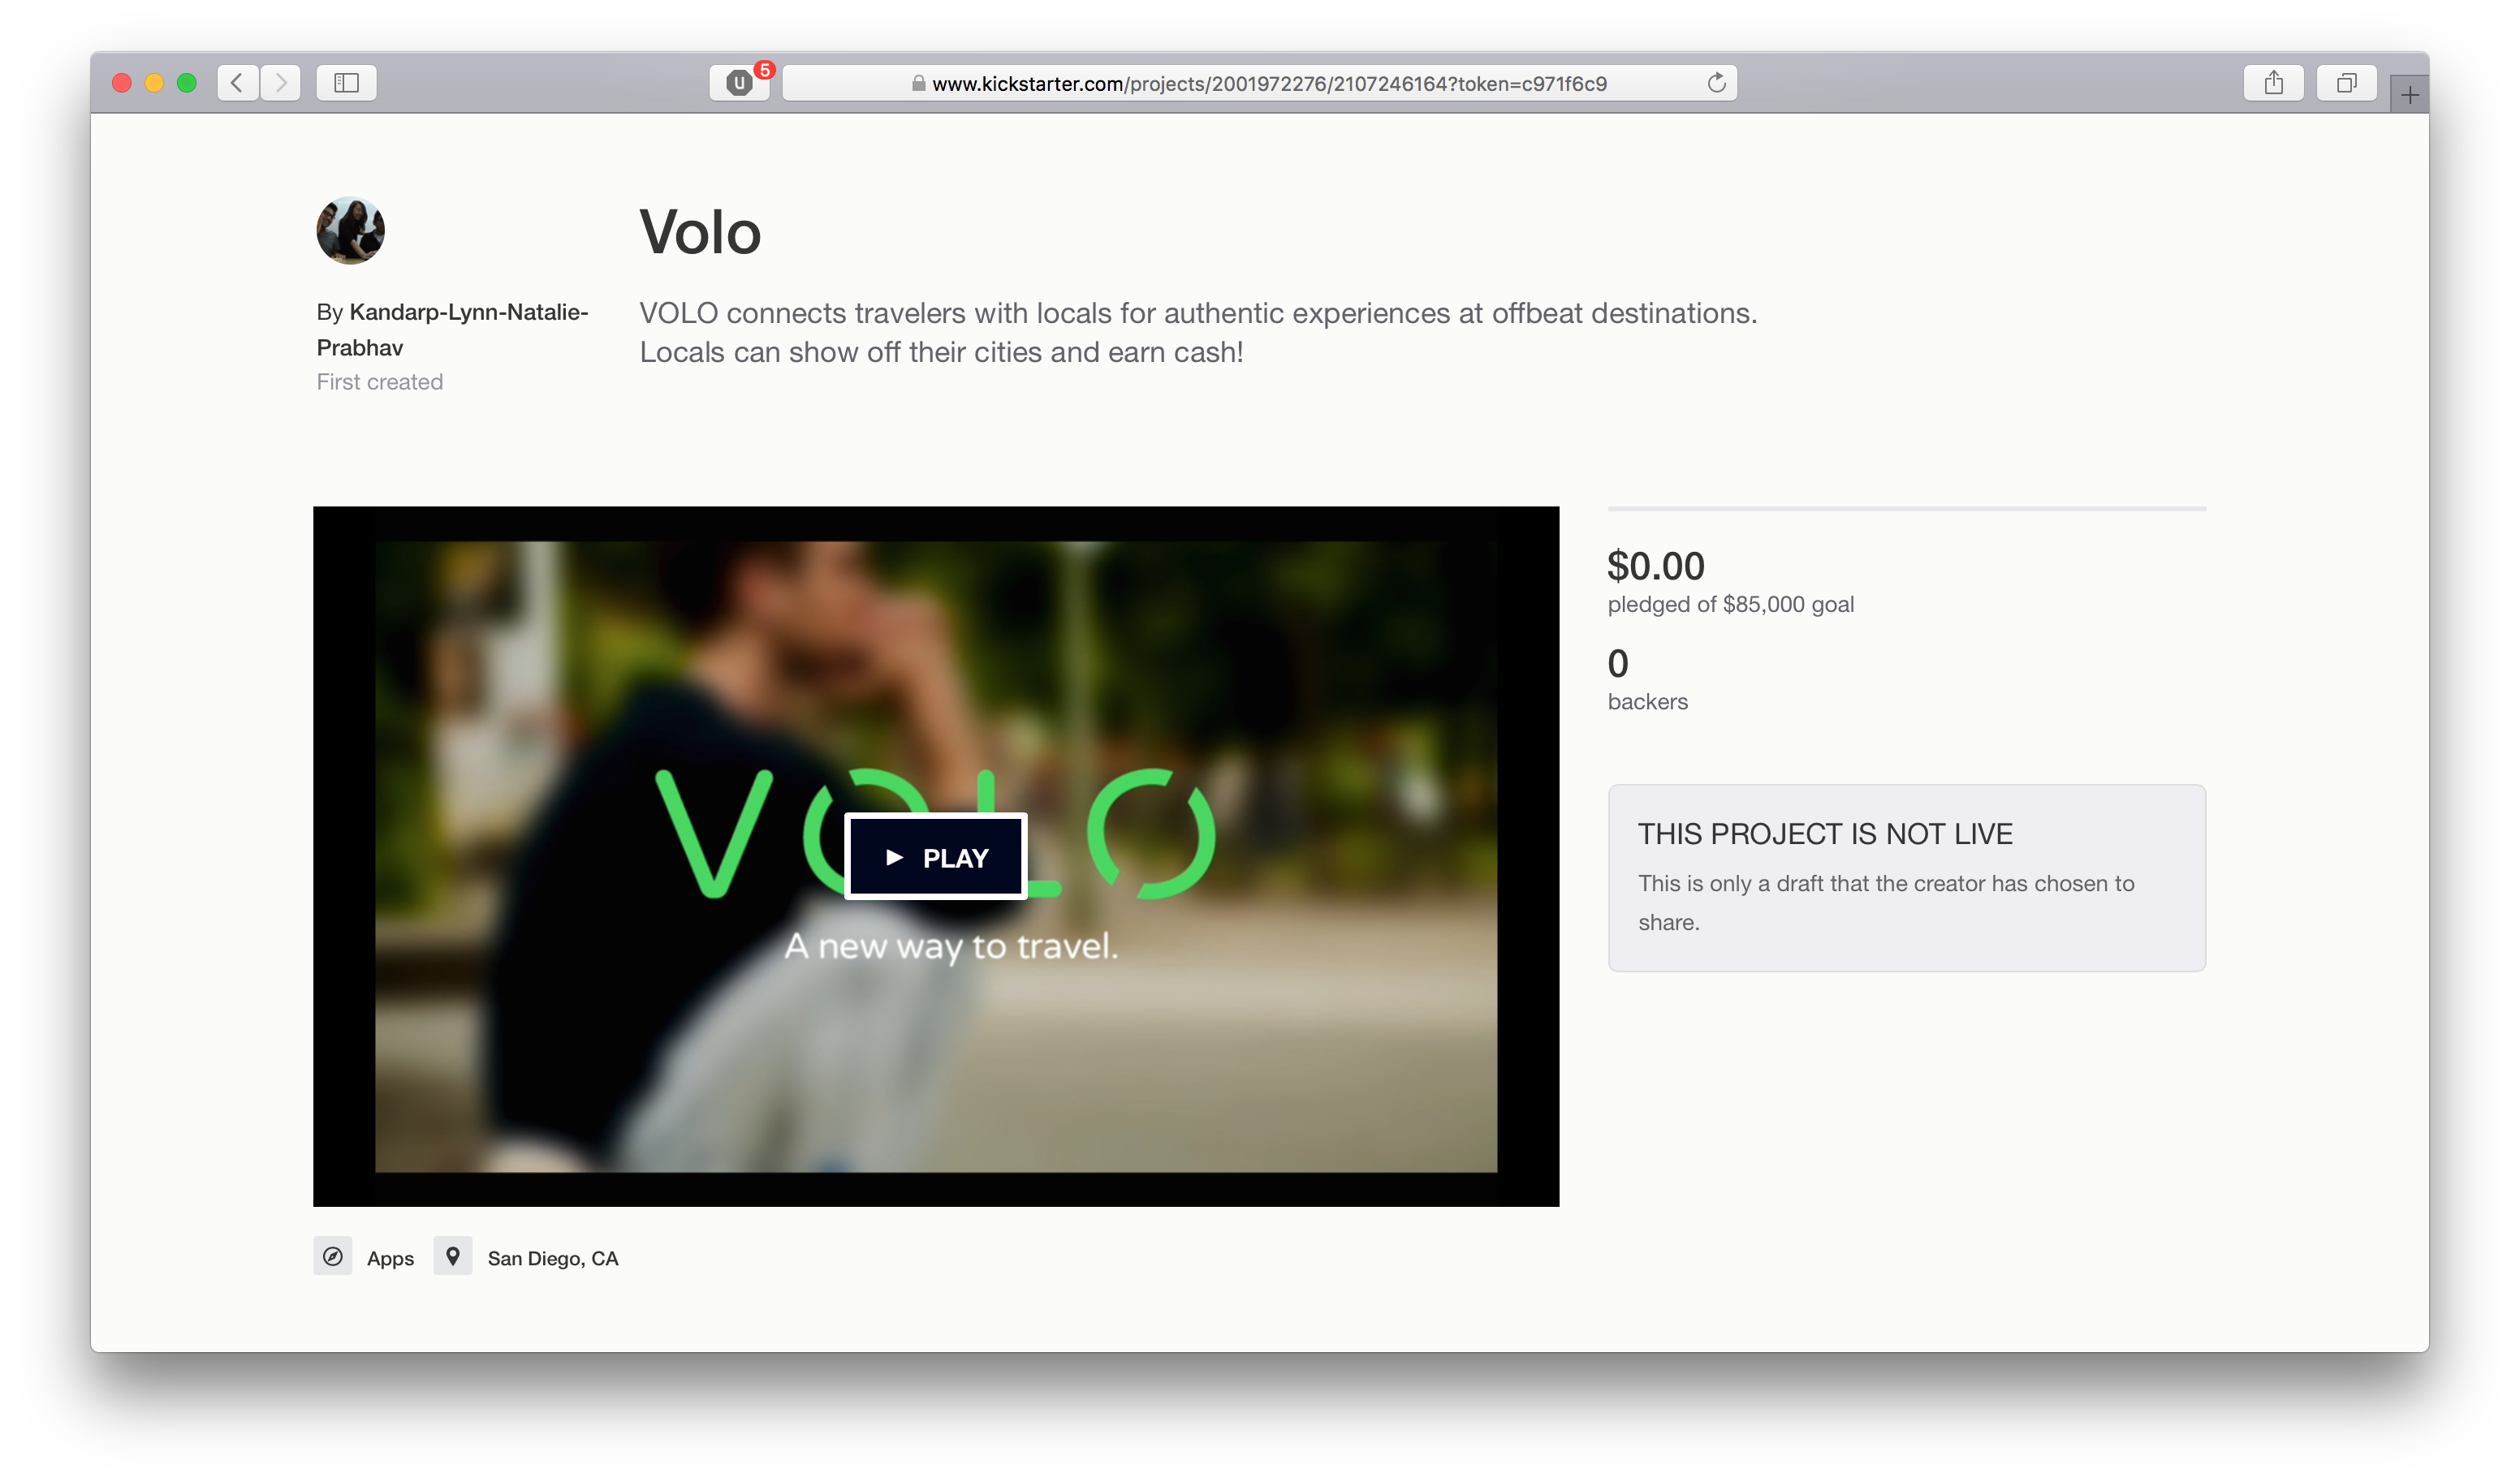 5
www.kickstarter.com/projects/2001972276/2107246164?token=c971f6c9
Volo
By Kandarp-Lynn-Natalie-
Prabhav
First created
VOLO connects travelers with locals for authentic experiences at offbeat destinations.
Locals can show off their cities and earn cash!
VOLO
PLAY
A new way to travel.
$0.00
pledged of $85,000 goal
0
backers
THIS PROJECT IS NOT LIVE
This is only a draft that the creator has chosen to
share.
Apps
San Diego, CA